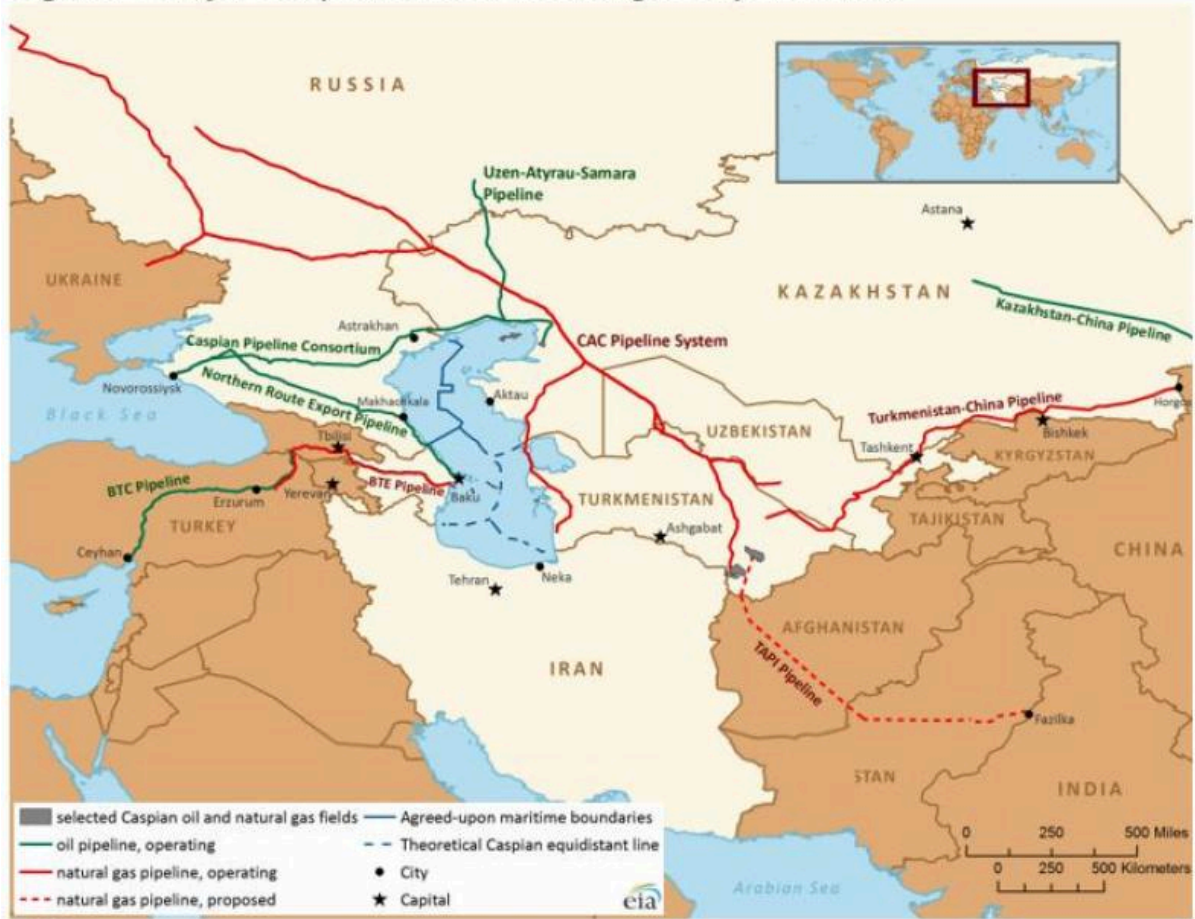 RUSSIA
Uzen-Atyrau-Samara
Pipeline
Astana
UKRAINE
KAZAKHSTAN
Kazakhstan-China Pipeline
Astrakhan
Caspian Pipeline Consortium
CAC Pipeline System
Novorossiysk
Northern Route Export Pipeline
Makhachkala
Aktau
Turkmenistan-China Pipeline
Black Sea
Tbilisi
UZBEKISTAN
Tashkent
Bishkek
KYRGYZSTAN
BTC Pipeline
Erzurum
Yerevan
BTE Pipeline
Baku
TURKMENISTAN
TURKEY
Ashgabat
TAJIKISTAN
CHINA
Ceyhan
Tehran
Neka
AFGHANISTAN
IRAN
TAPI Pipeline
Fazilka
STAN
INDIA
Arabian Sea
selected Caspian oil and natural gas fields
oil pipeline, operating
natural gas pipeline, operating
natural gas pipeline, proposed
Agreed-upon maritime boundaries
Theoretical Caspian equidistant line
City
Capital
eia
0 250 500 Miles
0 250 500 Kilometers